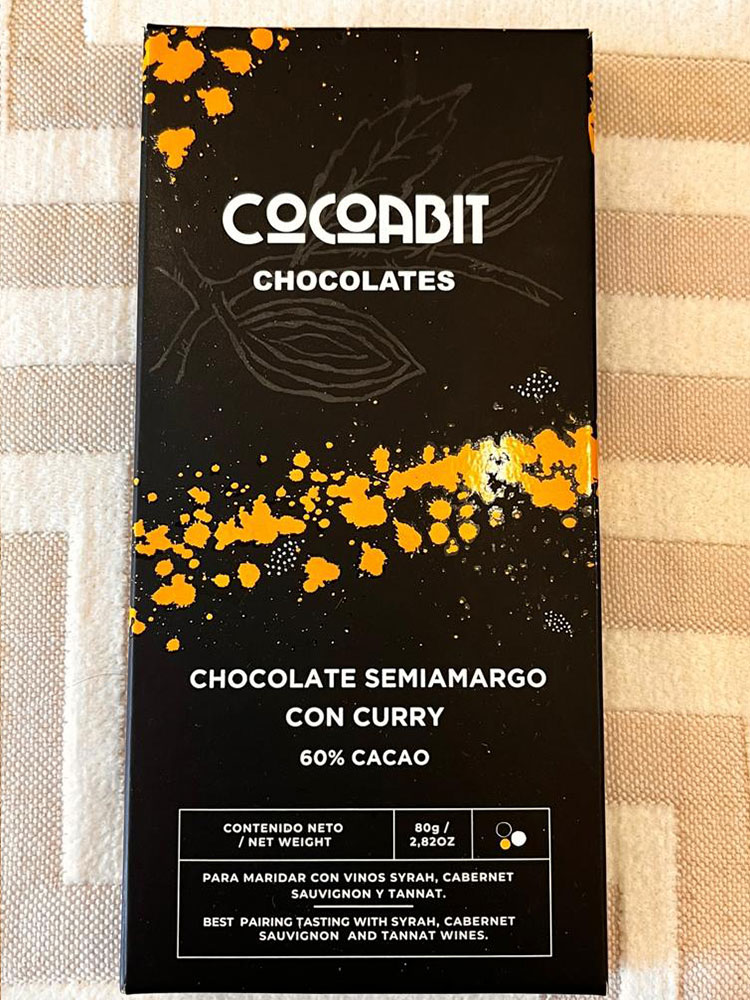 COCOABIT
CHOCOLATES
CHOCOLATE SEMIAMARGO
CON CURRY
60% CACAO
CONTENIDO NETO
/ NET WEIGHT
80g /
2,82OZ
PARA MARIDAR CON VINOS SYRAH, CABERNET
SAUVIGNON Y TANNAT.
BEST PAIRING TASTING WITH SYRAH, CABERNET
SAUVIGNON AND TANNAT WINES.